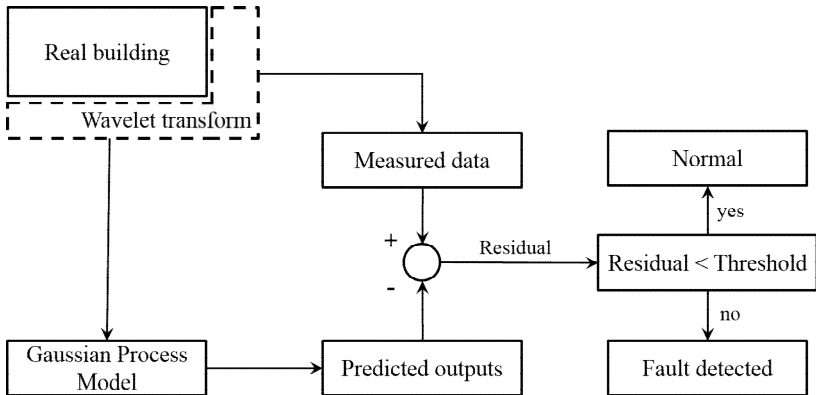 Real building
Wavelet transform
Measured data
Normal
yes
+
Residual
Residual < Threshold
-
no
Gaussian Process
Model
Predicted outputs
Fault detected